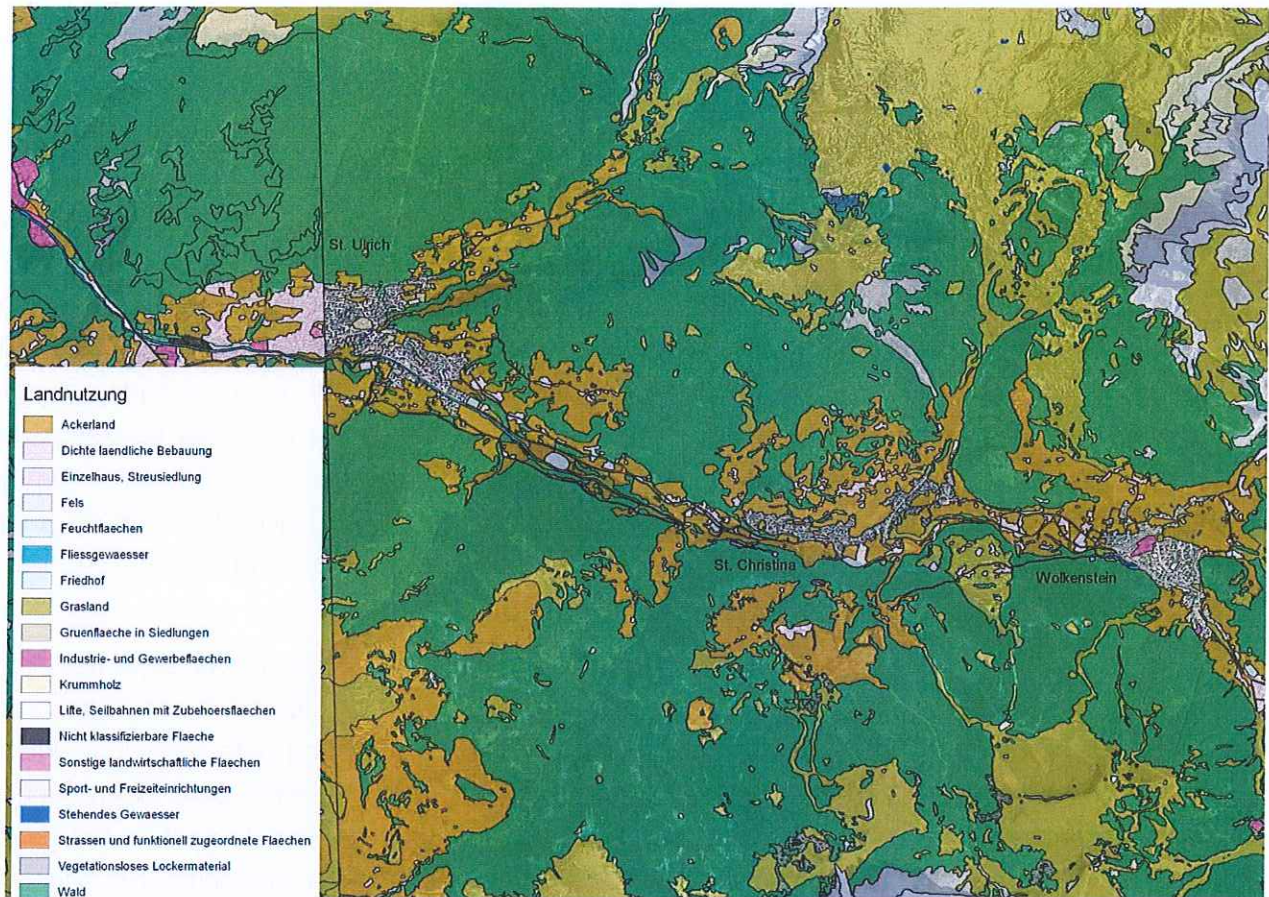 St. Ulrich
St. Christina
Wolkenstein
Landnutzung
Ackerland
Dichte laendliche Bebauung
Einzelhaus, Streusiedlung
Fels
Feuchtflaechen
Fliessgewaesser
Friedhof
Grasland
Gruenflaeche in Siedlungen
Industrie- und Gewerbeflaechen
Krummholz
Lifte, Seilbahnen mit Zubehoersflaechen
Nicht klassifizierbare Flaeche
Sonstige landwirtschaftliche Flaechen
Sport- und Freizeiteinrichtungen
Stehendes Gewaesser
Strassen und funktionell zugeordnete Flaechen
Vegetationsloses Lockermaterial
Wald